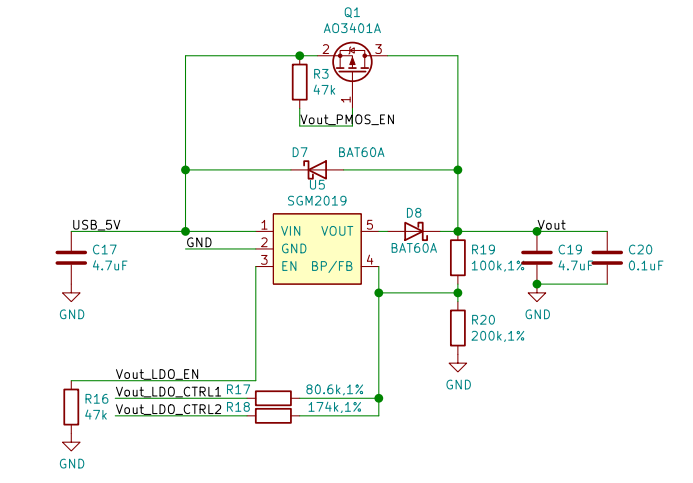 Q1
AO3401A
2 3
R3
47k
1
Vout_PMOS_EN
D7 BAT60A
U5
SGM2019
USB_5V
GND
1 VIN VOUT 5
2 GND
3 EN BP/FB 4
D8
BAT60A
Vout
C17
4.7uF
GND
R19
100k,1%
C19
4.7uF
C20
0.1uF
GND
R20
200k,1%
GND
Vout_LDO_EN
Vout_LDO_CTRL1 R17 80.6k,1%
Vout_LDO_CTRL2 R18 174k,1%
R16
47k
GND